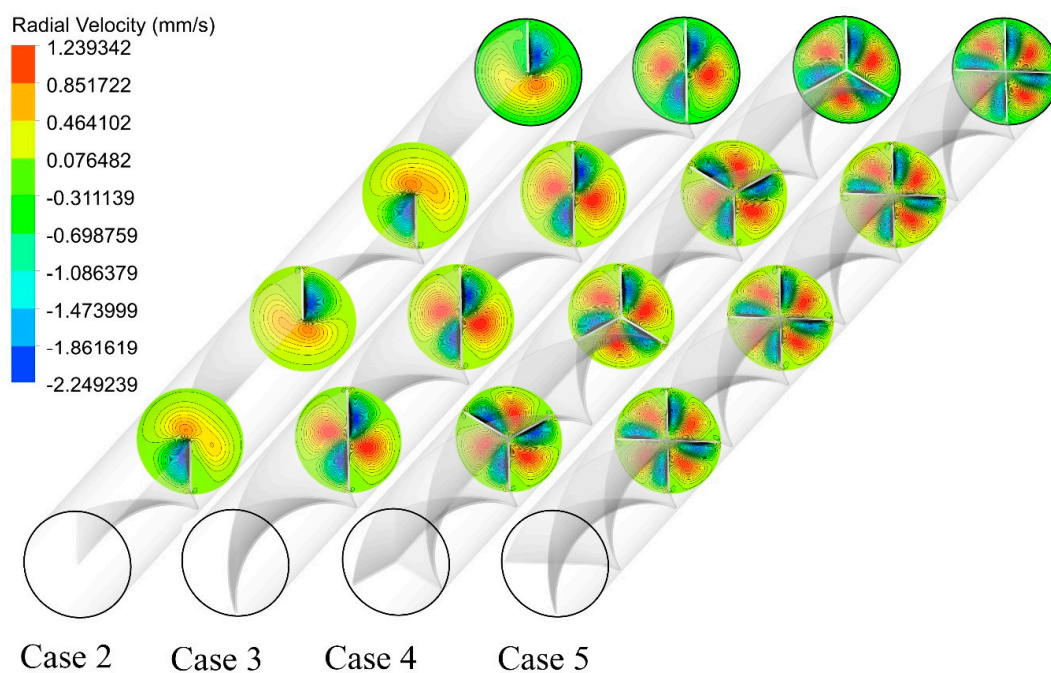 Radial Velocity (mm/s)
1.239342
0.851722
0.464102
0.076482
-0.311139
-0.698759
-1.086379
-1.473999
-1.861619
-2.249239
Case 2
Case 3
Case 4
Case 5